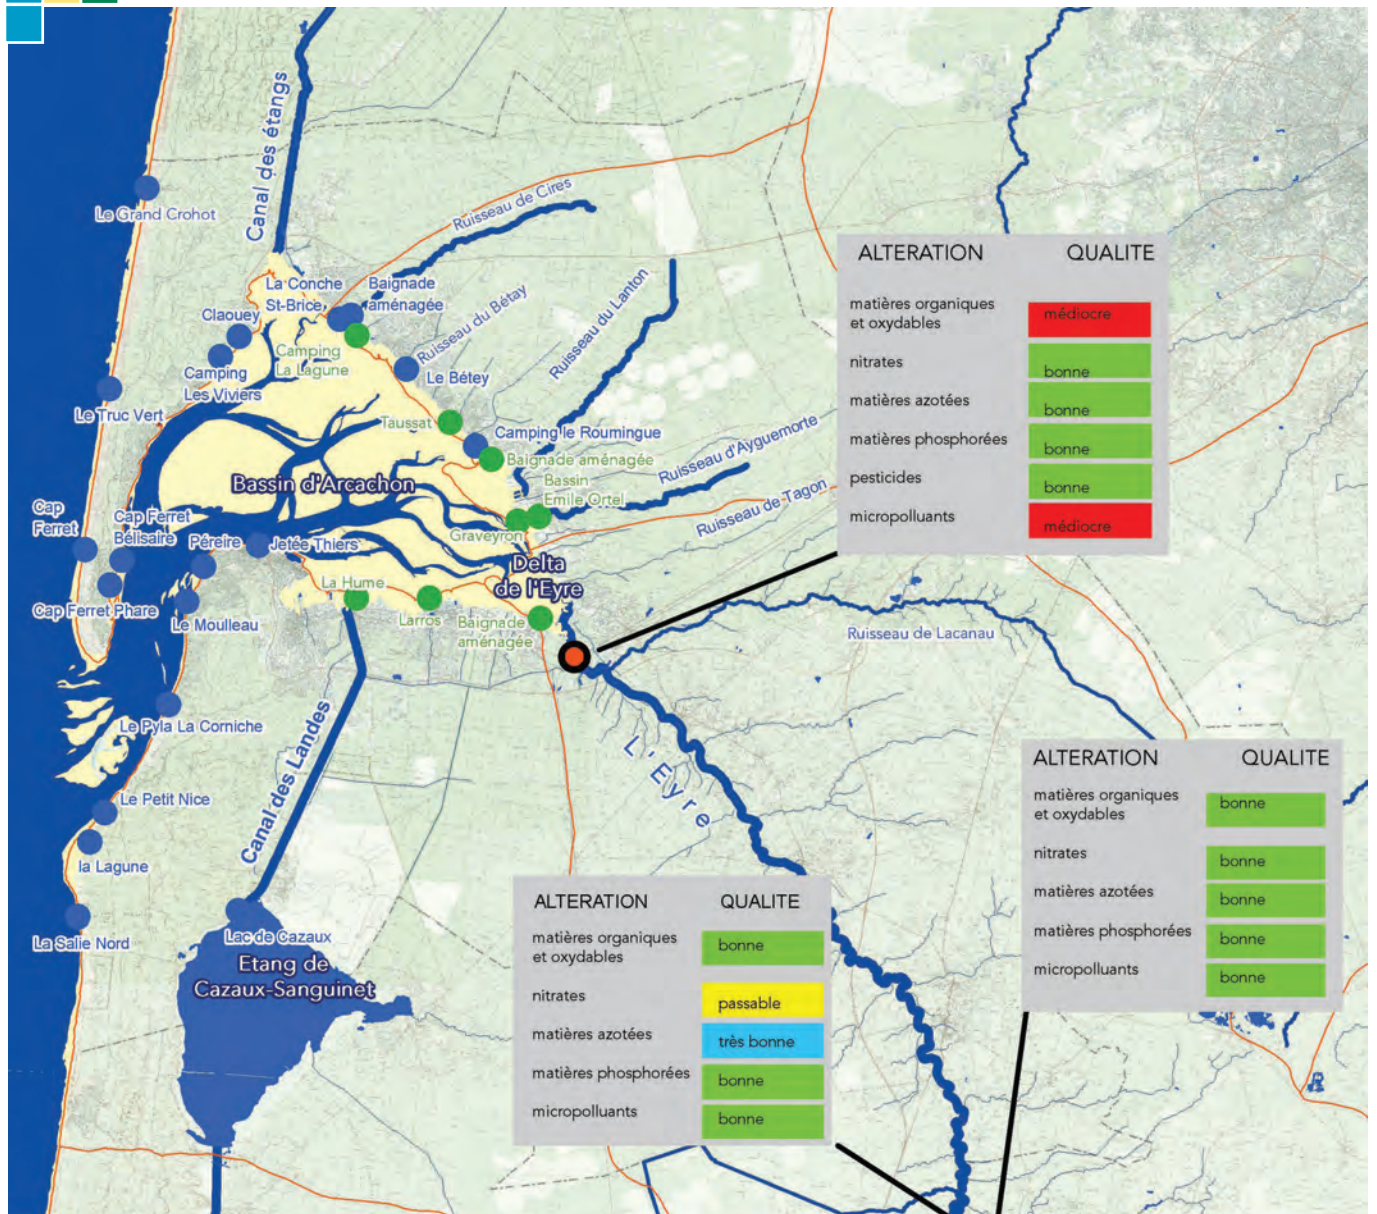 Canal des étangs
Le Grand Crohot
Ruisseau de Cires
La Conche
St-Brice
Baignade
aménagée
Claouey
Camping
La Lagune
Ruisseau du Bétay
Ruisseau du Lanton
Camping
Les Viviers
Le Bétey
Le Truc Vert
Taussat
Camping le Roumingue
Baignade aménagée
Ruisseau d'Ayguemorte
Bassin d'Arcachon
Bassin
Emile Ortel
Ruisseau de Tagon
Cap
Ferret
Cap Ferret
Bélisaire
Péreire
Jetée Thiers
Graveyron
Delta
de l'Eyre
La Hume
Cap Ferret Phare
Le Moulleau
Larros
Baignade
aménagée
Ruisseau de Lacanau
Le Pyla La Corniche
L'Eyre
Canal des Landes
Le Petit Nice
la Lagune
La Salie Nord
Lac de Cazaux
Etang de
Cazaux-Sanguinet
ALTERATION QUALITE
matières organiques
et oxydables médiocre
nitrates bonne
matières azotées bonne
matières phosphorées bonne
pesticides bonne
micropolluants médiocre
ALTERATION QUALITE
matières organiques
et oxydables bonne
nitrates bonne
matières azotées bonne
matières phosphorées bonne
micropolluants bonne
ALTERATION QUALITE
matières organiques
et oxydables bonne
nitrates passable
matières azotées très bonne
matières phosphorées bonne
micropolluants bonne